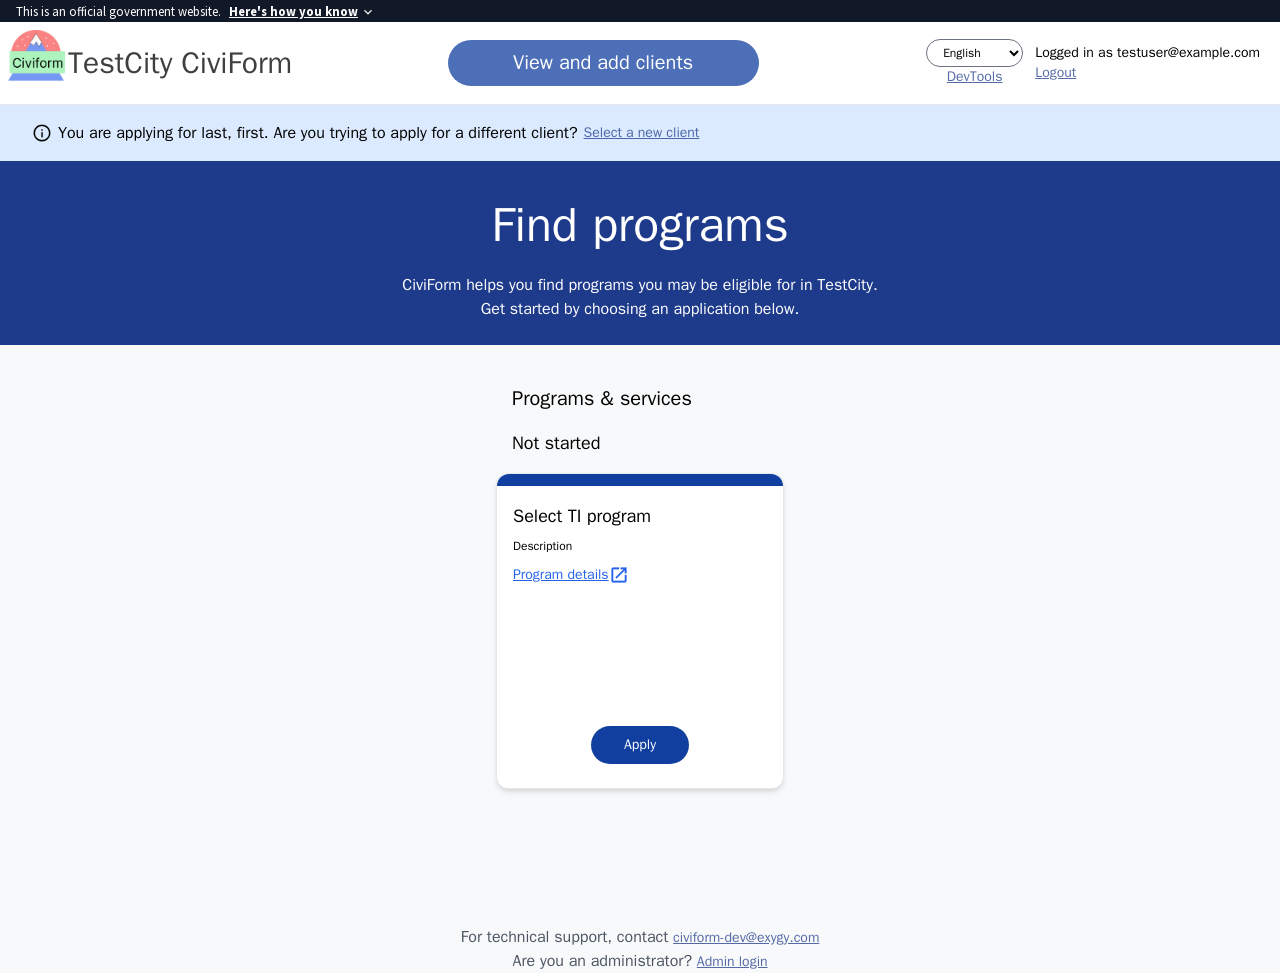 This is an official government website. Here's how you know
Civiform TestCity CiviForm
View and add clients
English
DevTools
Logged in as testuser@example.com
Logout
You are applying for last, first. Are you trying to apply for a different client? Select a new client
Find programs
CiviForm helps you find programs you may be eligible for in TestCity.
Get started by choosing an application below.
Programs & services
Not started
Select TI program
Description
Program details
Apply
For technical support, contact civiform-dev@exygy.com
Are you an administrator? Admin login